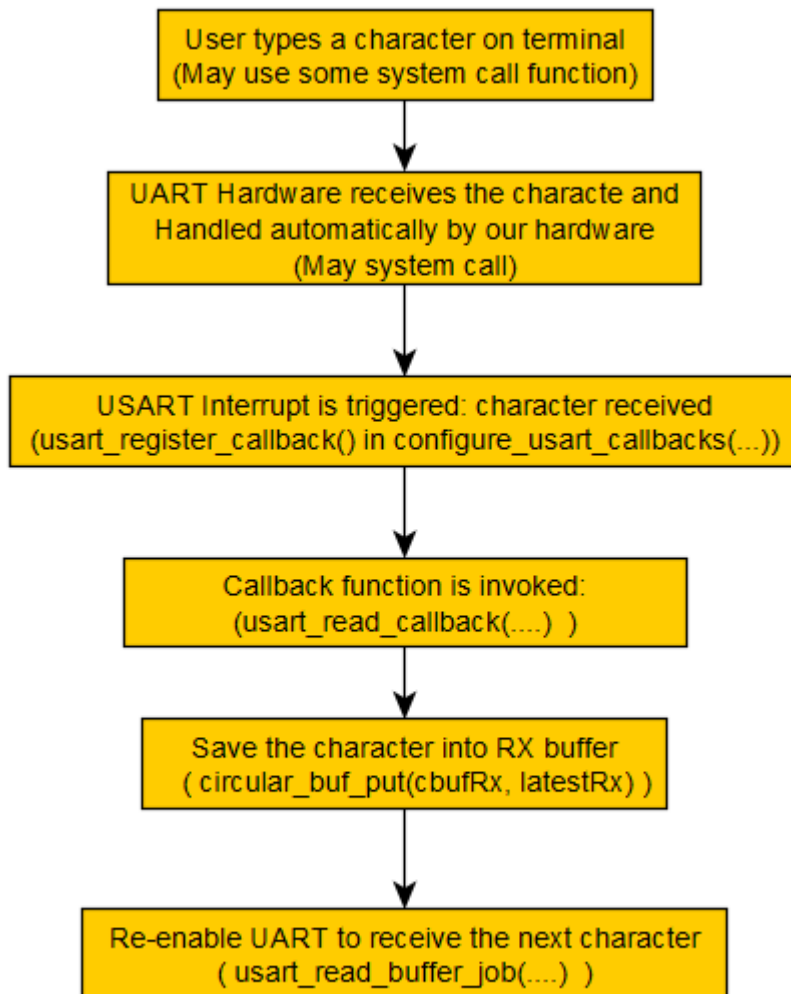 User types a character on terminal
(May use some system call function)
UART Hardware receives the characte and
Handled automatically by our hardware
(May system call)
USART Interrupt is triggered: character received
(usart_register_callback() in configure_usart_callbacks(...))
Callback function is invoked:
(usart_read_callback(....)  )
Save the character into RX buffer
( circular_buf_put(cbufRx, latestRx) )
Re-enable UART to receive the next character
( usart_read_buffer_job(....)  )